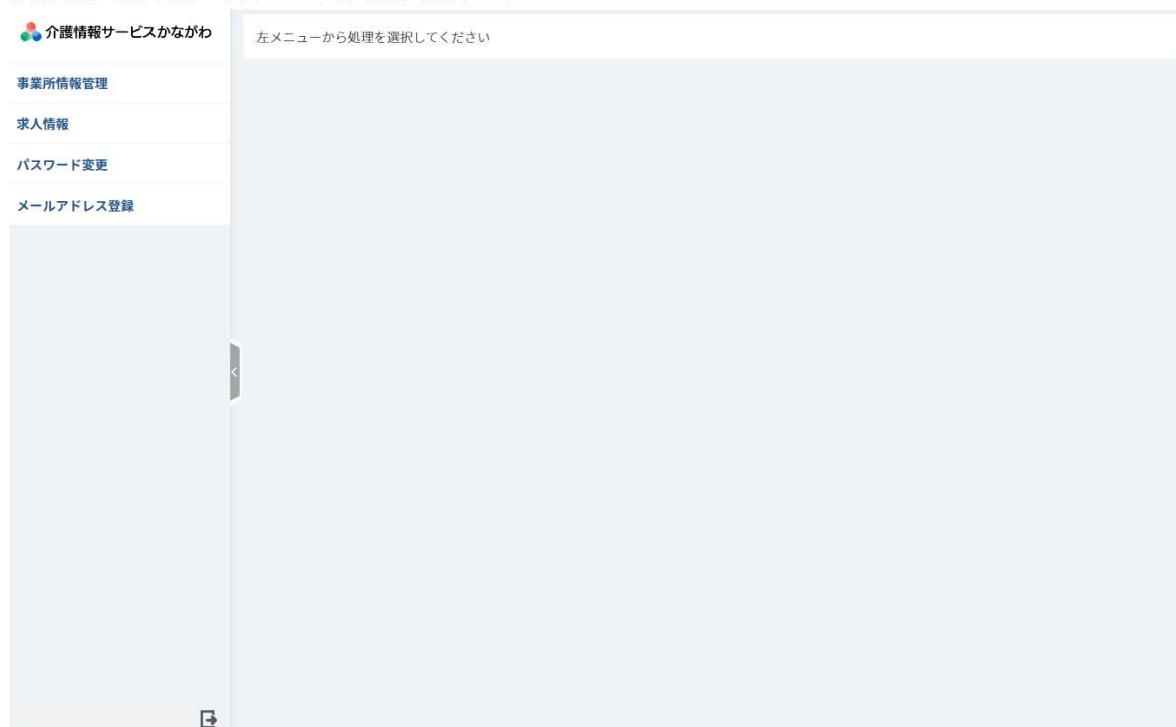 介護情報サービスかながわ
左メニューから処理を選択してください
事業所情報管理
求人情報
パスワード変更
メールアドレス登録